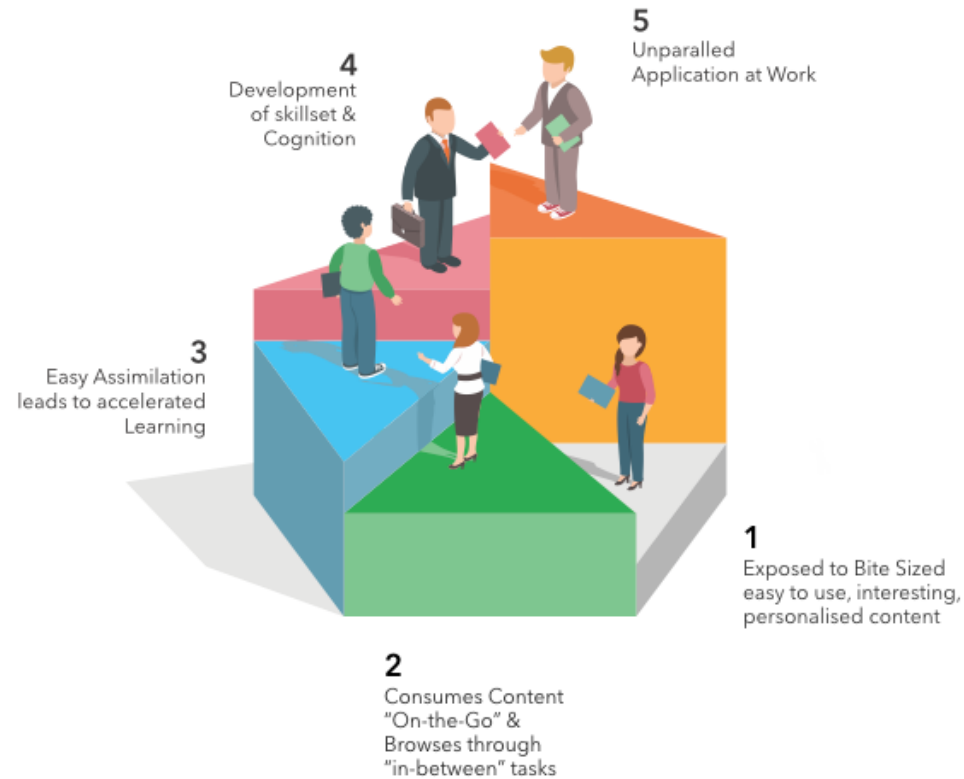 1
Exposed to Bite Sized
easy to use, interesting,
personalised content
2
Consumes Content
"On-the-Go" &
Browses through
"in-between" tasks
3
Easy Assimilation
leads to accelerated
Learning
4
Development
of skillset &
Cognition
5
Unparalled
Application at Work